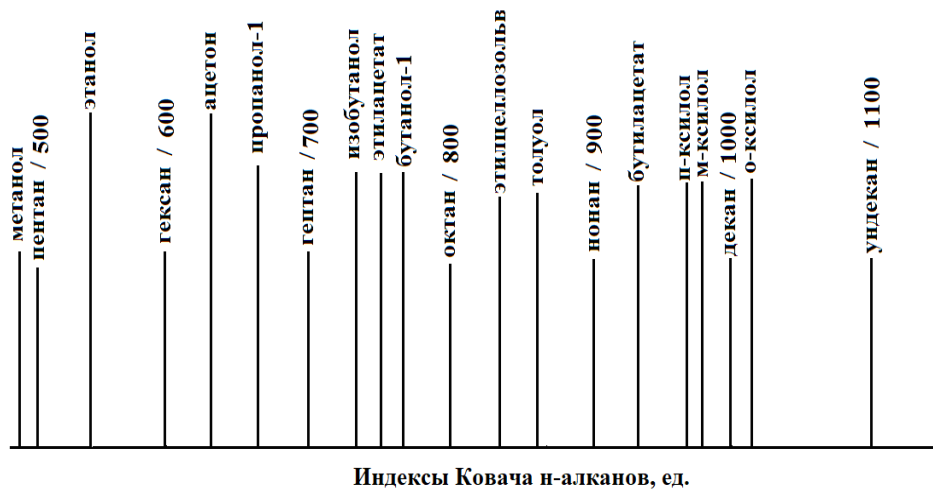 метанол
пентан / 500
этанол
гексан / 600
ацетон
пропанол-1
гептан /700
изобутанол
этилацетат
бутанол-1
октан / 800
этилцеллозольв
толуол
нонан / 900
бутилацетат
п-ксилол
м-ксилол
декан / 1000
о-ксилол
ундекан / 1100
Индексы Ковача н-алканов, ед.